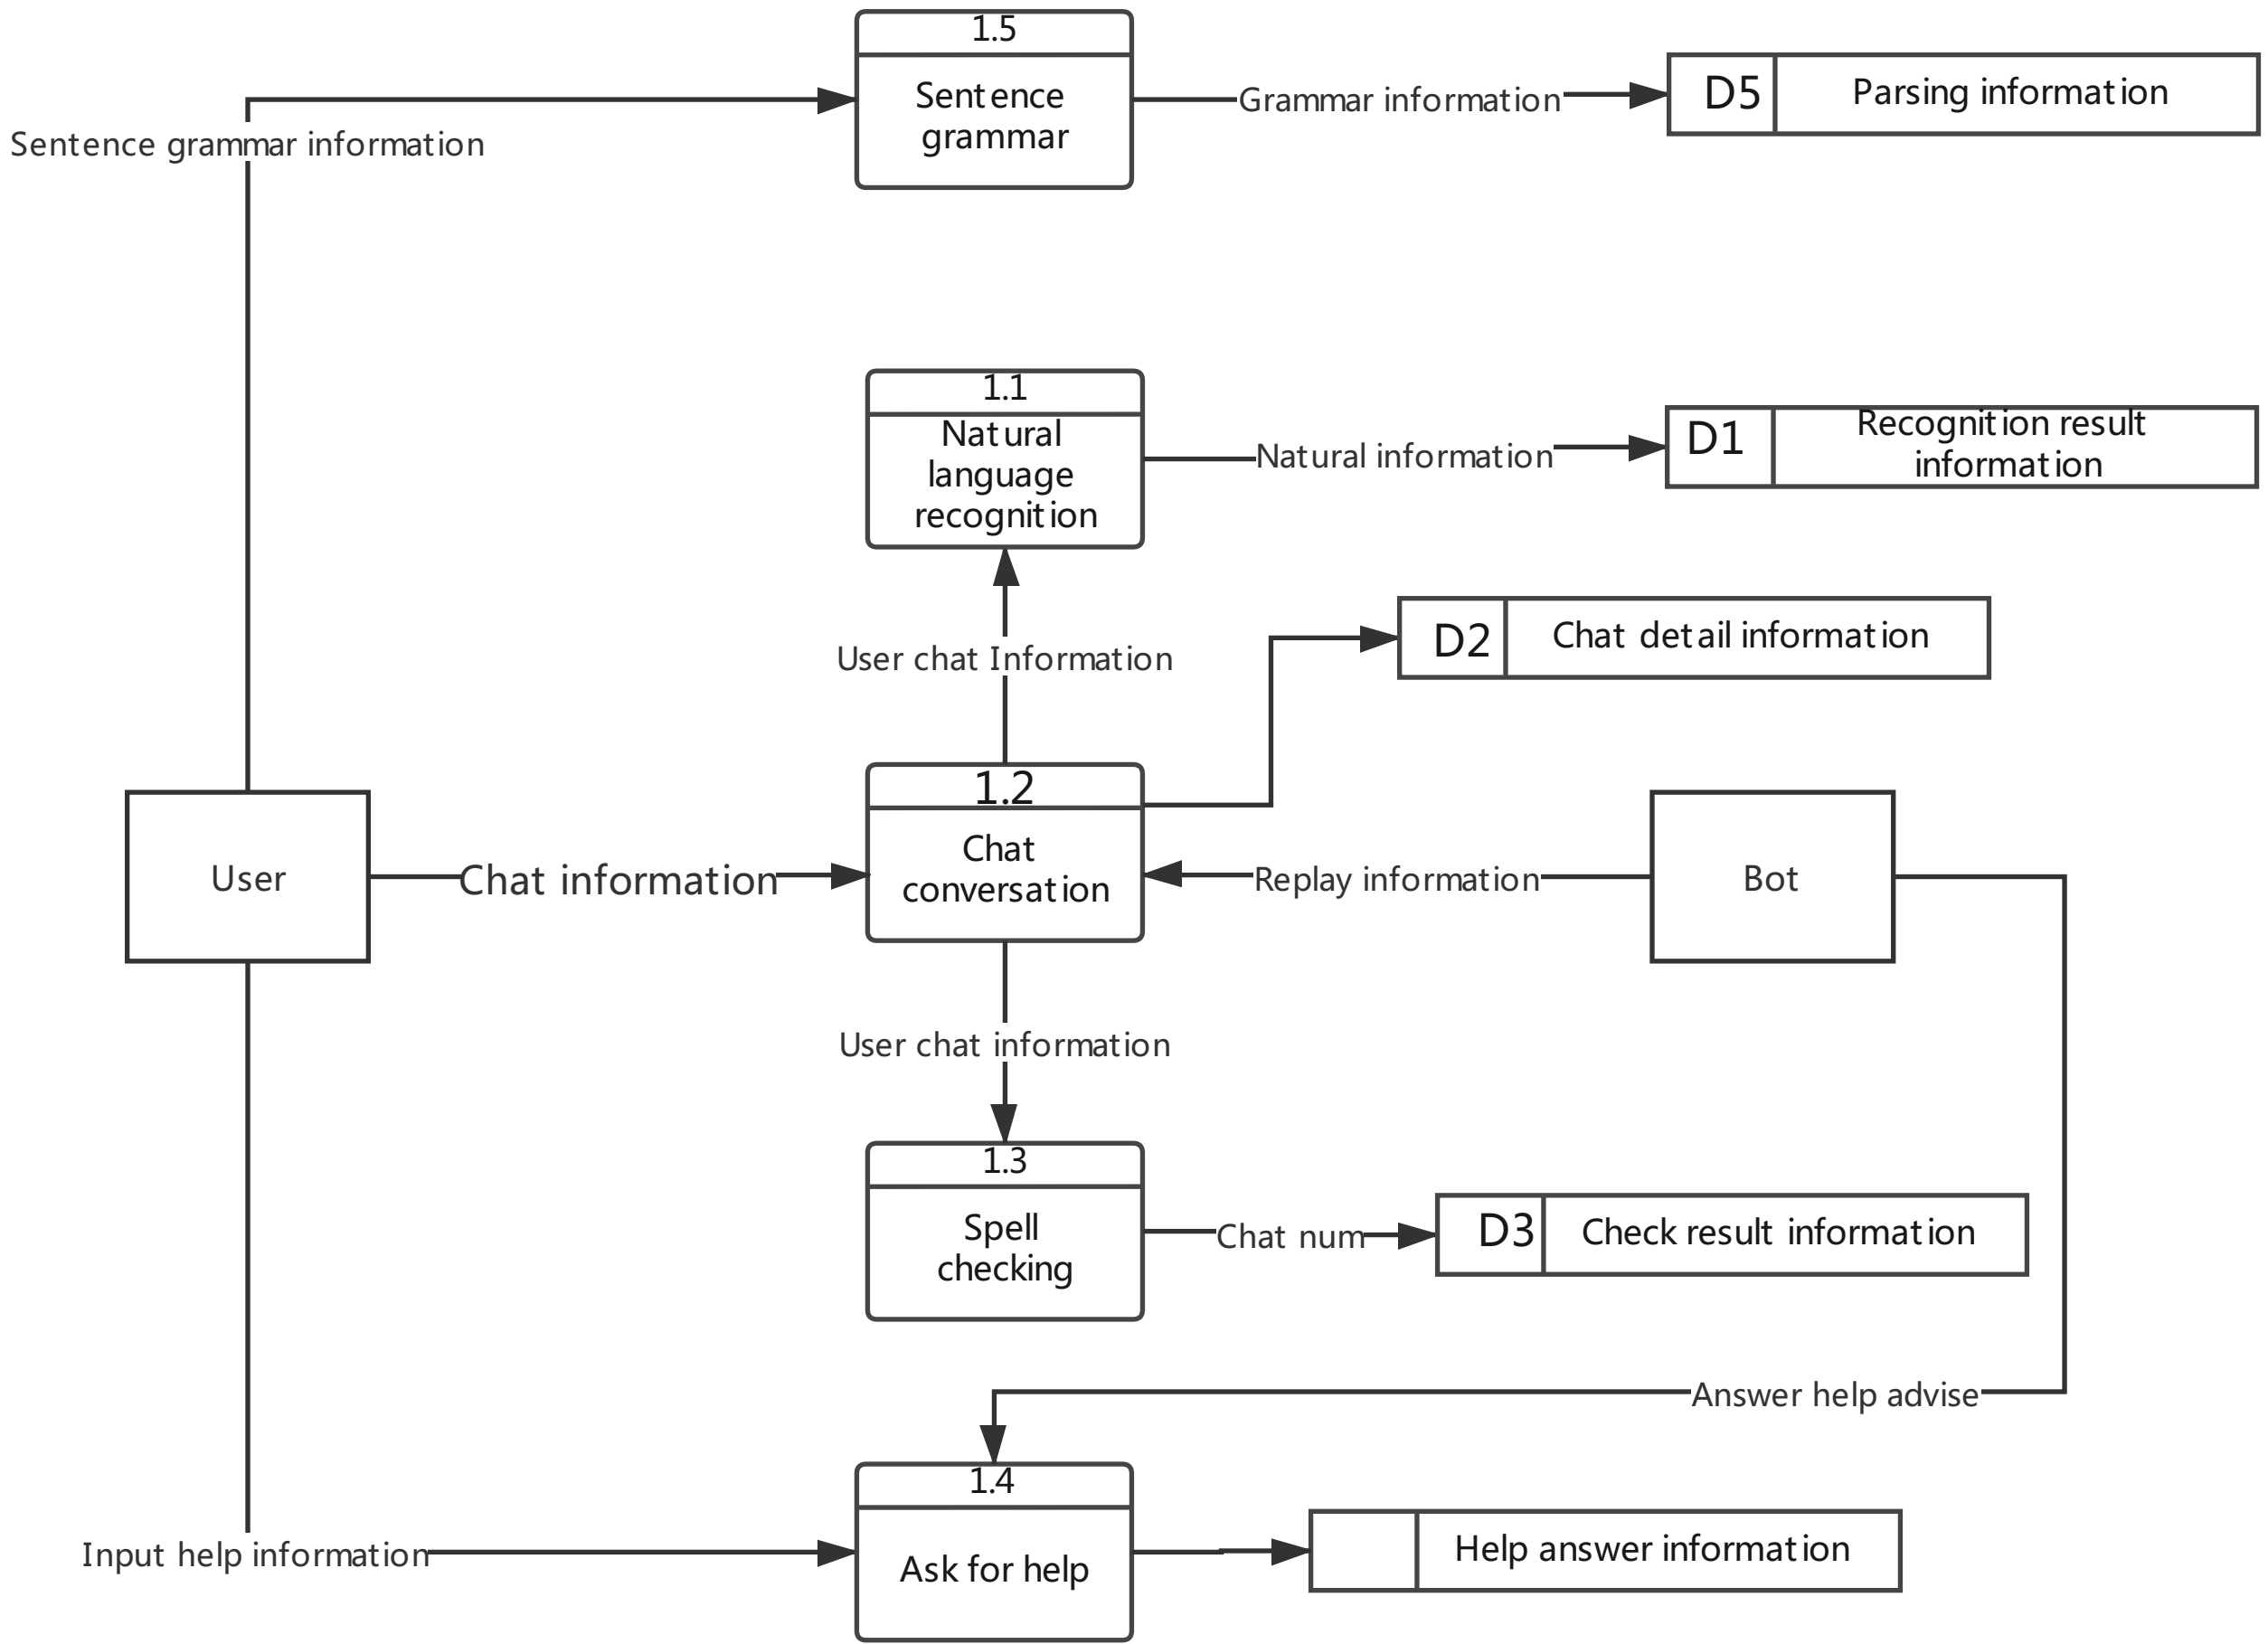 1.5
Sentence
grammar
Grammar information
D5
Parsing information
Sentence grammar information
1.1
Natural
language
recognition
Natural information
D1
Recognition result
information
User chat Information
D2
Chat detail information
1.2
Chat
conversation
User
Chat information
Replay information
Bot
User chat information
1.3
Spell
checking
Chat num
D3
Check result information
Answer help advise
1.4
Ask for help
Input help information
Help answer information